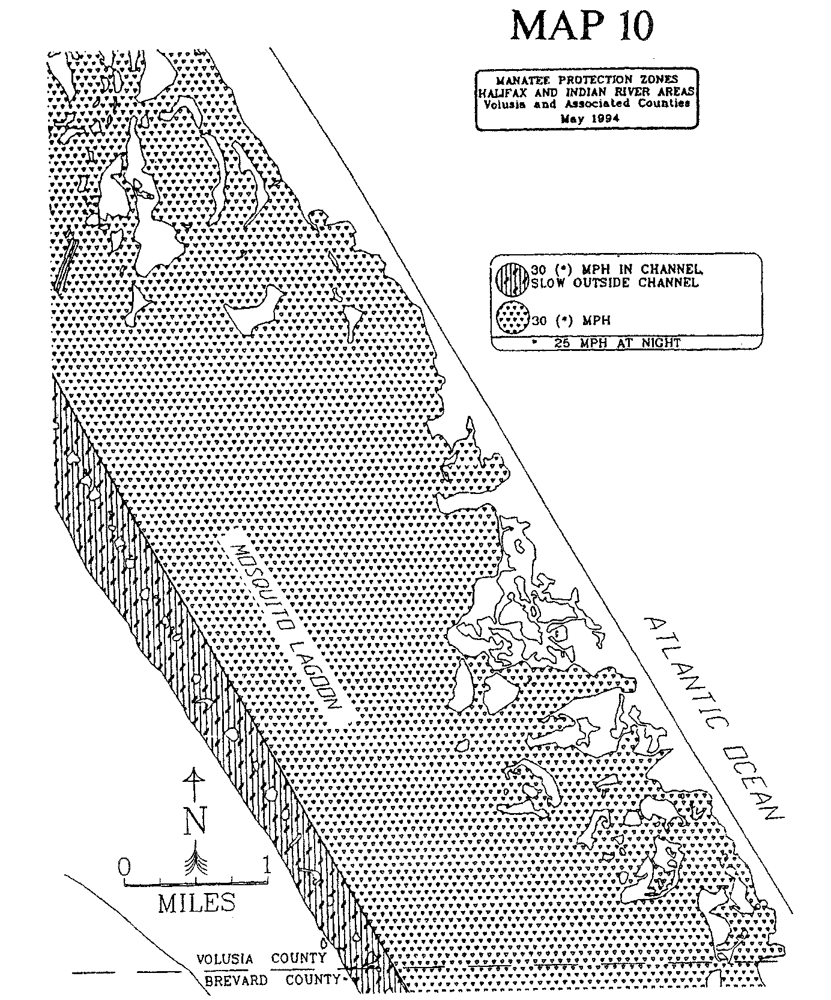 MAP 10
MANATEE PROTECTION ZONES
HALIFAX AND INDIAN RIVER AREAS
Volusia and Associated Counties
May 1994
30 (*) MPH IN CHANNEL,
SLOW OUTSIDE CHANNEL
30 (*) MPH
* 25 MPH AT NIGHT
MOSQUITO LAGOON
ATLANTIC OCEAN
N
0 1
MILES
VOLUSIA COUNTY
BREVARD COUNTY